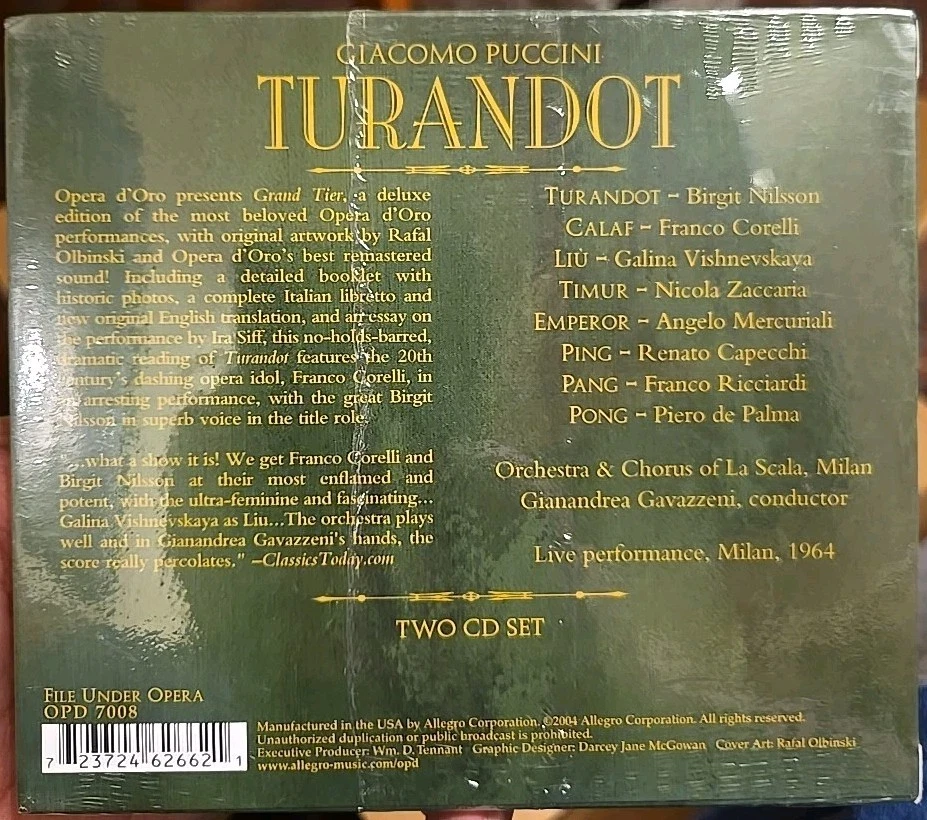 GIACOMO PUCCINI
TURANDOT
Opera d'Oro presents Grand Tier, a deluxe
edition of the most beloved Opera d'Oro
performances, with original artwork by Rafal
Olbinski and Opera d'Oro's best remastered
sound! Including a detailed booklet with
historic photos, a complete Italian libretto and
new original English translation, and an essay on
the performance by Ira Siff, this no-holds-barred,
dramatic reading of Turandot features the 20th
century's dashing opera idol, Franco Corelli, in
an arresting performance, with the great Birgit
Nilsson in superb voice in the title role.
"...what a show it is! We get Franco Corelli and
Birgit Nilsson at their most enflamed and
potent, with the ultra-feminine and fascinating...
Galina Vishnevskaya as Liu...The orchestra plays
well and in Gianandrea Gavazzeni's hands, the
score really percolates." –ClassicsToday.com
TURANDOT – Birgit Nilsson
CALAF – Franco Corelli
LIÙ – Galina Vishnevskaya
TIMUR – Nicola Zaccaria
EMPEROR – Angelo Mercuriali
PING – Renato Capecchi
PANG – Franco Ricciardi
PONG – Piero de Palma
Orchestra & Chorus of La Scala, Milan
Gianandrea Gavazzeni, conductor
Live performance, Milan, 1964
TWO CD SET
FILE UNDER OPERA
OPD 7008
7 23724 62662 1
Manufactured in the USA by Allegro Corporation. ©2004 Allegro Corporation. All rights reserved.
Unauthorized duplication or public broadcast is prohibited.
Executive Producer: Wm. D. Tennant Graphic Designer: Darcey Jane McGowan Cover Art: Rafal Olbinski
www.allegro-music.com/opd